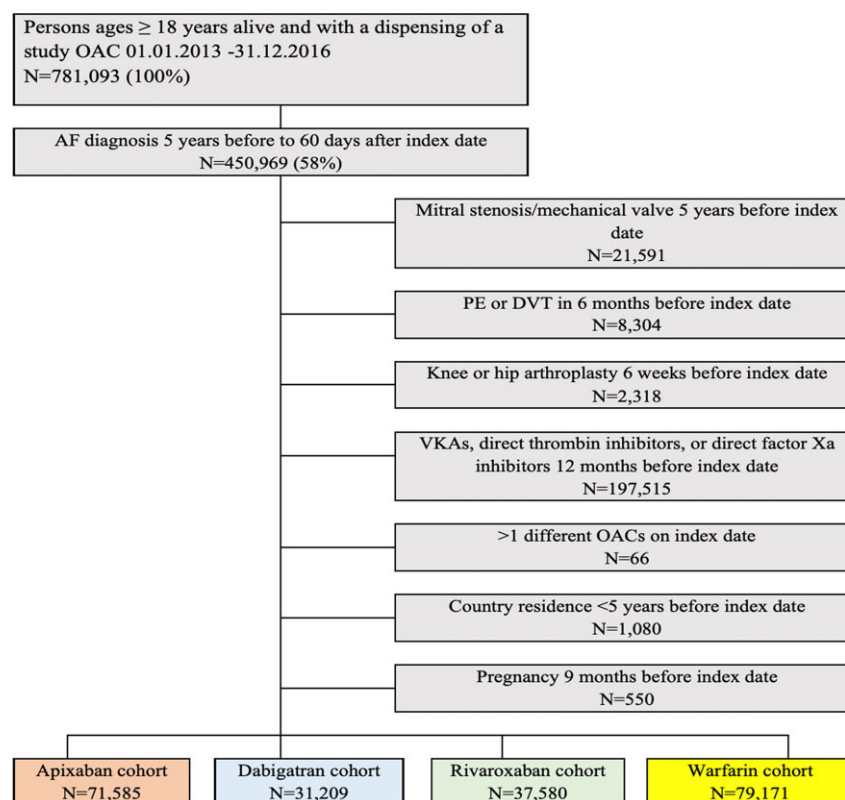 Persons ages ≥ 18 years alive and with a dispensing of a
study OAC 01.01.2013 -31.12.2016
N=781,093 (100%)
AF diagnosis 5 years before to 60 days after index date
N=450,969 (58%)
Mitral stenosis/mechanical valve 5 years before index
date
N=21,591
PE or DVT in 6 months before index date
N=8,304
Knee or hip arthroplasty 6 weeks before index date
N=2,318
VKAs, direct thrombin inhibitors, or direct factor Xa
inhibitors 12 months before index date
N=197,515
>1 different OACs on index date
N=66
Country residence <5 years before index date
N=1,080
Pregnancy 9 months before index date
N=550
Apixaban cohort
N=71,585
Dabigatran cohort
N=31,209
Rivaroxaban cohort
N=37,580
Warfarin cohort
N=79,171